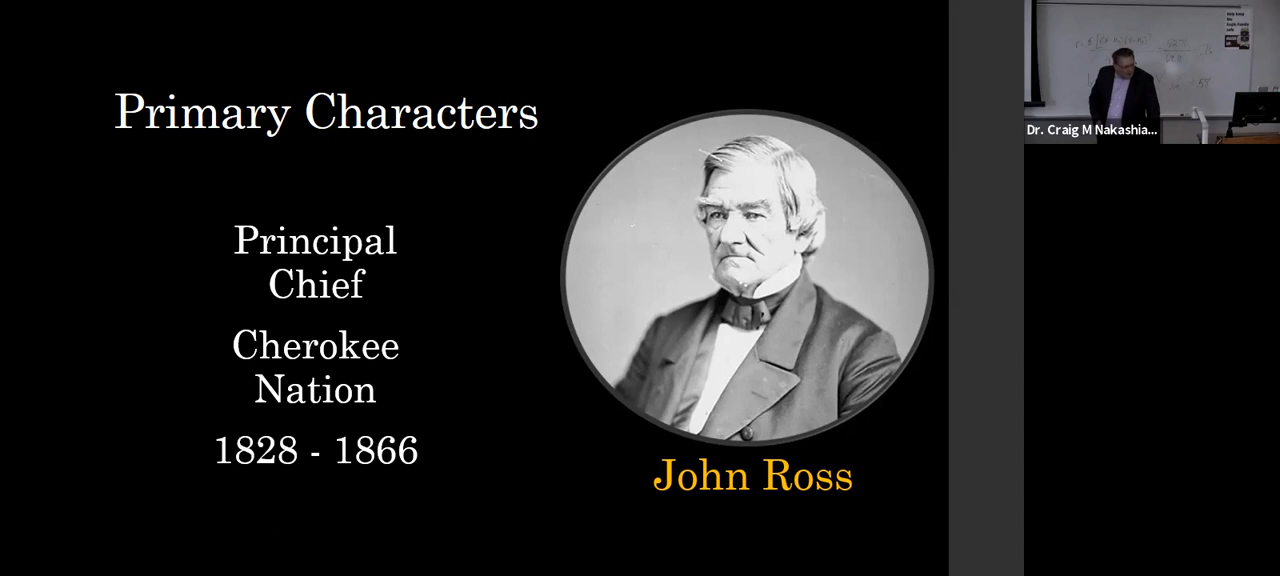 Primary Characters
Principal
Chief
Cherokee
Nation
1828 - 1866
John Ross
Dr. Craig M Nakashia...